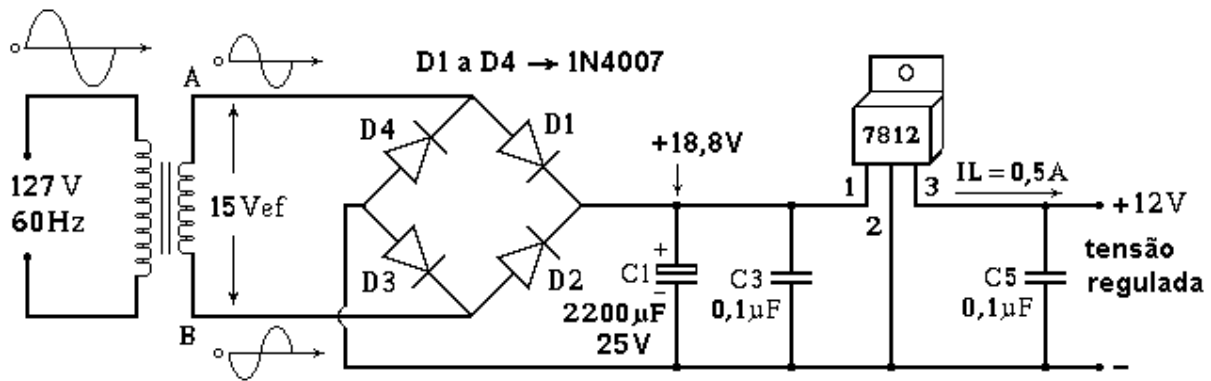 D1 a D4 → 1N4007
A
127 V
60Hz
15 Vef
B
D4
D1
D3
D2
+18,8V
7812
1
2
3
IL = 0,5A
+12V
tensão
regulada
+
C1
2200µF
25V
C3
0,1µF
C5
0,1µF
−